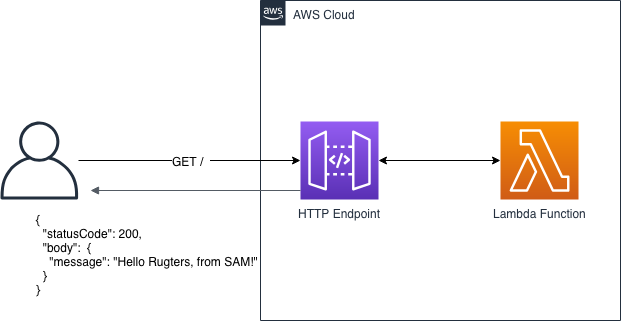 aws
AWS Cloud
GET /
HTTP Endpoint
Lambda Function
{
"statusCode": 200,
"body": {
"message": "Hello Rugters, from SAM!"
}
}